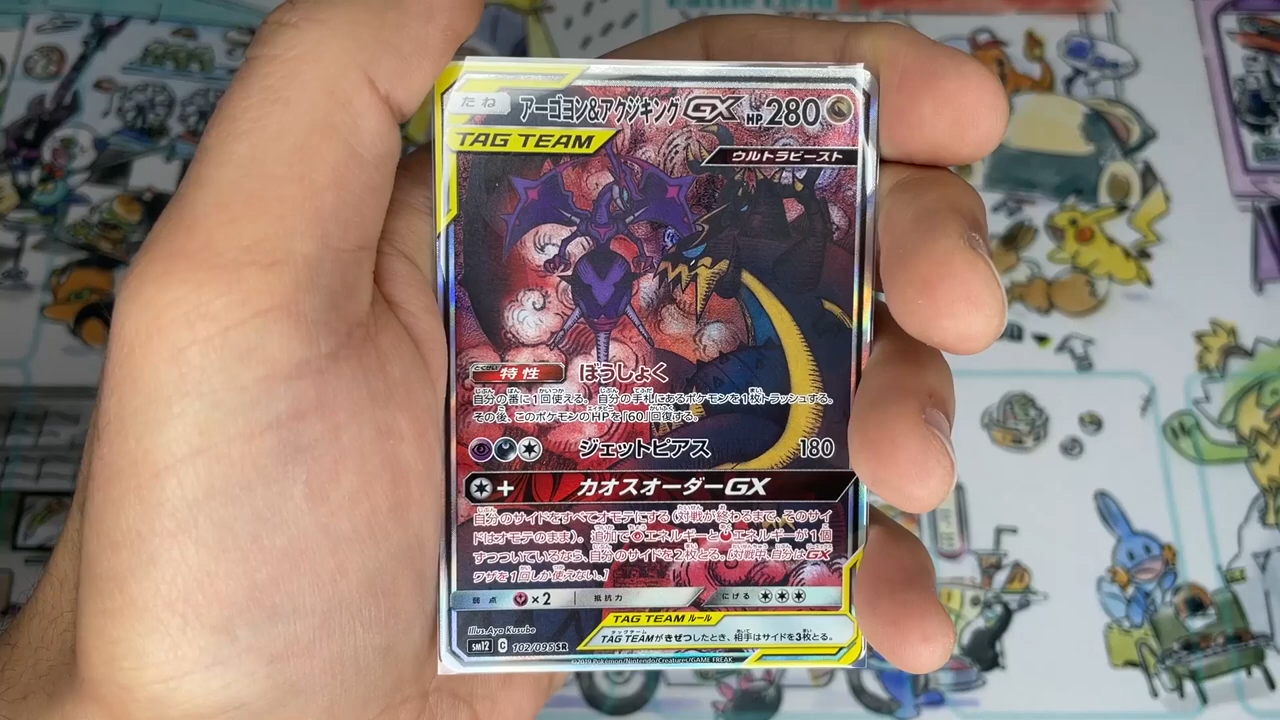 たね アーゴヨン&アクジキングGX HP280
TAG TEAM
ウルトラビースト
特性 ぼうしょく
自分の番に1回使える。自分の手札にあるポケモンを1枚トラッシュする。
その後、このポケモンのHPを「60」回復する。
ジェットピアス 180
+ カオスオーダーGX
自分のサイドをすべてオモテにする(対戦が終わるまで、そのサイ
ドはオモテのまま)。追加でエネルギーとエネルギーが1個
ずつついているなら、自分のサイドを2枚とる。[対戦中、自分はGX
ワザを1回しか使えない。]
弱点 ×2 抵抗力 にげる
TAG TEAM ルール
TAG TEAMがきぜつしたとき、相手はサイドを3枚とる。
Illus. Aya Kusube
sm12 C 102/095 SR
©2019 Pokémon/Nintendo/Creatures/GAME FREAK